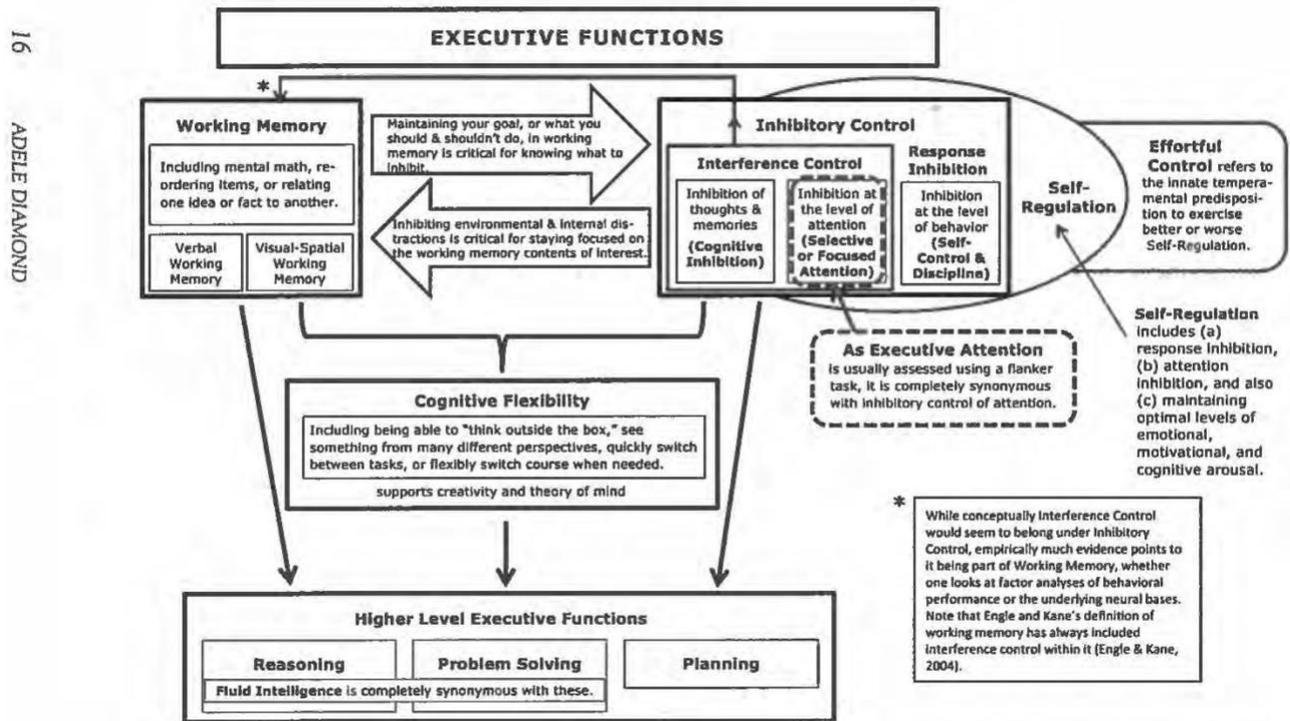 16
ADELE DIAMOND
EXECUTIVE FUNCTIONS
*
Working Memory
Including mental math, re-
ordering items, or relating
one idea or fact to another.
Verbal
Working
Memory
Visual-Spatial
Working
Memory
Maintaining your goal, or what you
should & shouldn't do, in working
memory is critical for knowing what to
inhibit.
Inhibiting environmental & internal dis-
tractions is critical for staying focused on
the working memory contents of interest.
Inhibitory Control
Interference Control
Inhibition of
thoughts &
memories
(Cognitive
Inhibition)
Inhibition at
the level of
attention
(Selective
or Focused
Attention)
Response
Inhibition
Inhibition
at the level
of behavior
(Self-
Control &
Discipline)
Self-
Regulation
Effortful
Control refers to
the innate tempera-
mental predisposi-
tion to exercise
better or worse
Self-Regulation.
As Executive Attention
is usually assessed using a flanker
task, it is completely synonymous
with inhibitory control of attention.
Self-Regulation
includes (a)
response inhibition,
(b) attention
inhibition, and also
(c) maintaining
optimal levels of
emotional,
motivational, and
cognitive arousal.
Cognitive Flexibility
Including being able to "think outside the box," see
something from many different perspectives, quickly switch
between tasks, or flexibly switch course when needed.
supports creativity and theory of mind
*
While conceptually Interference Control
would seem to belong under Inhibitory
Control, empirically much evidence points to
it being part of Working Memory, whether
one looks at factor analyses of behavioral
performance or the underlying neural bases.
Note that Engle and Kane's definition of
working memory has always included
interference control within it (Engle & Kane,
2004).
Higher Level Executive Functions
Reasoning
Problem Solving
Planning
Fluid Intelligence is completely synonymous with these.